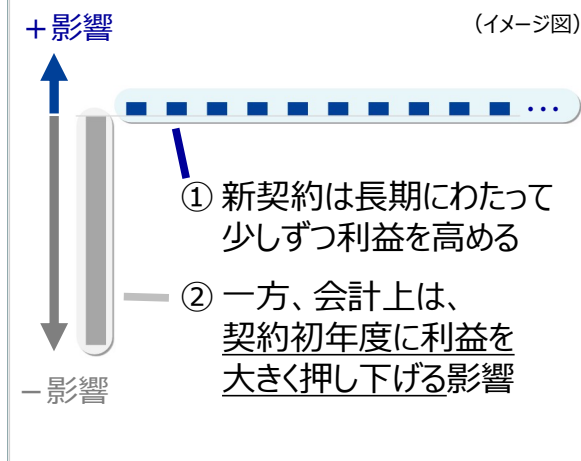 ＋影響
（イメージ図）
･･･
① 新契約は長期にわたって
少しずつ利益を高める
② 一方、会計上は、
契約初年度に利益を
大きく押し下げる影響
－影響